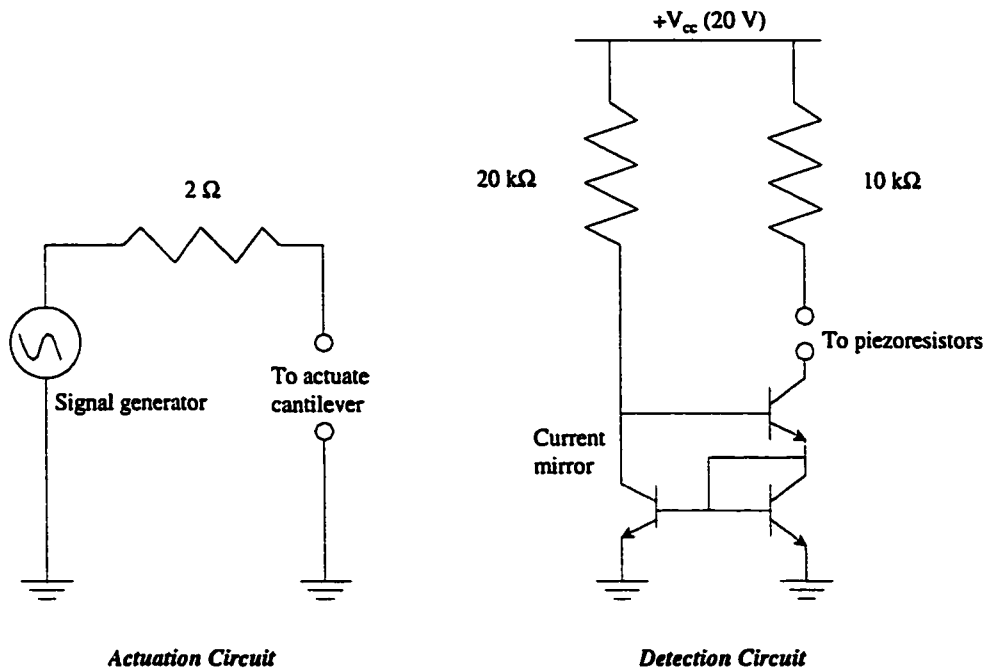 +Vcc (20 V)
2 Ω
20 kΩ
10 kΩ
To piezoresistors
Signal generator
To actuate
cantilever
Current
mirror
Actuation Circuit
Detection Circuit